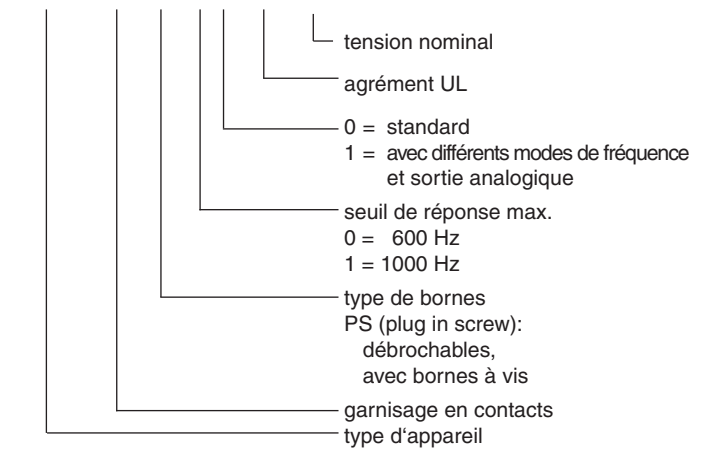 tension nominal
agrément UL
0 = standard
1 = avec différents modes de fréquence
et sortie analogique
seuil de réponse max.
0 = 600 Hz
1 = 1000 Hz
type de bornes
PS (plug in screw):
débrochables,
avec bornes à vis
garnisage en contacts
type d‘appareil